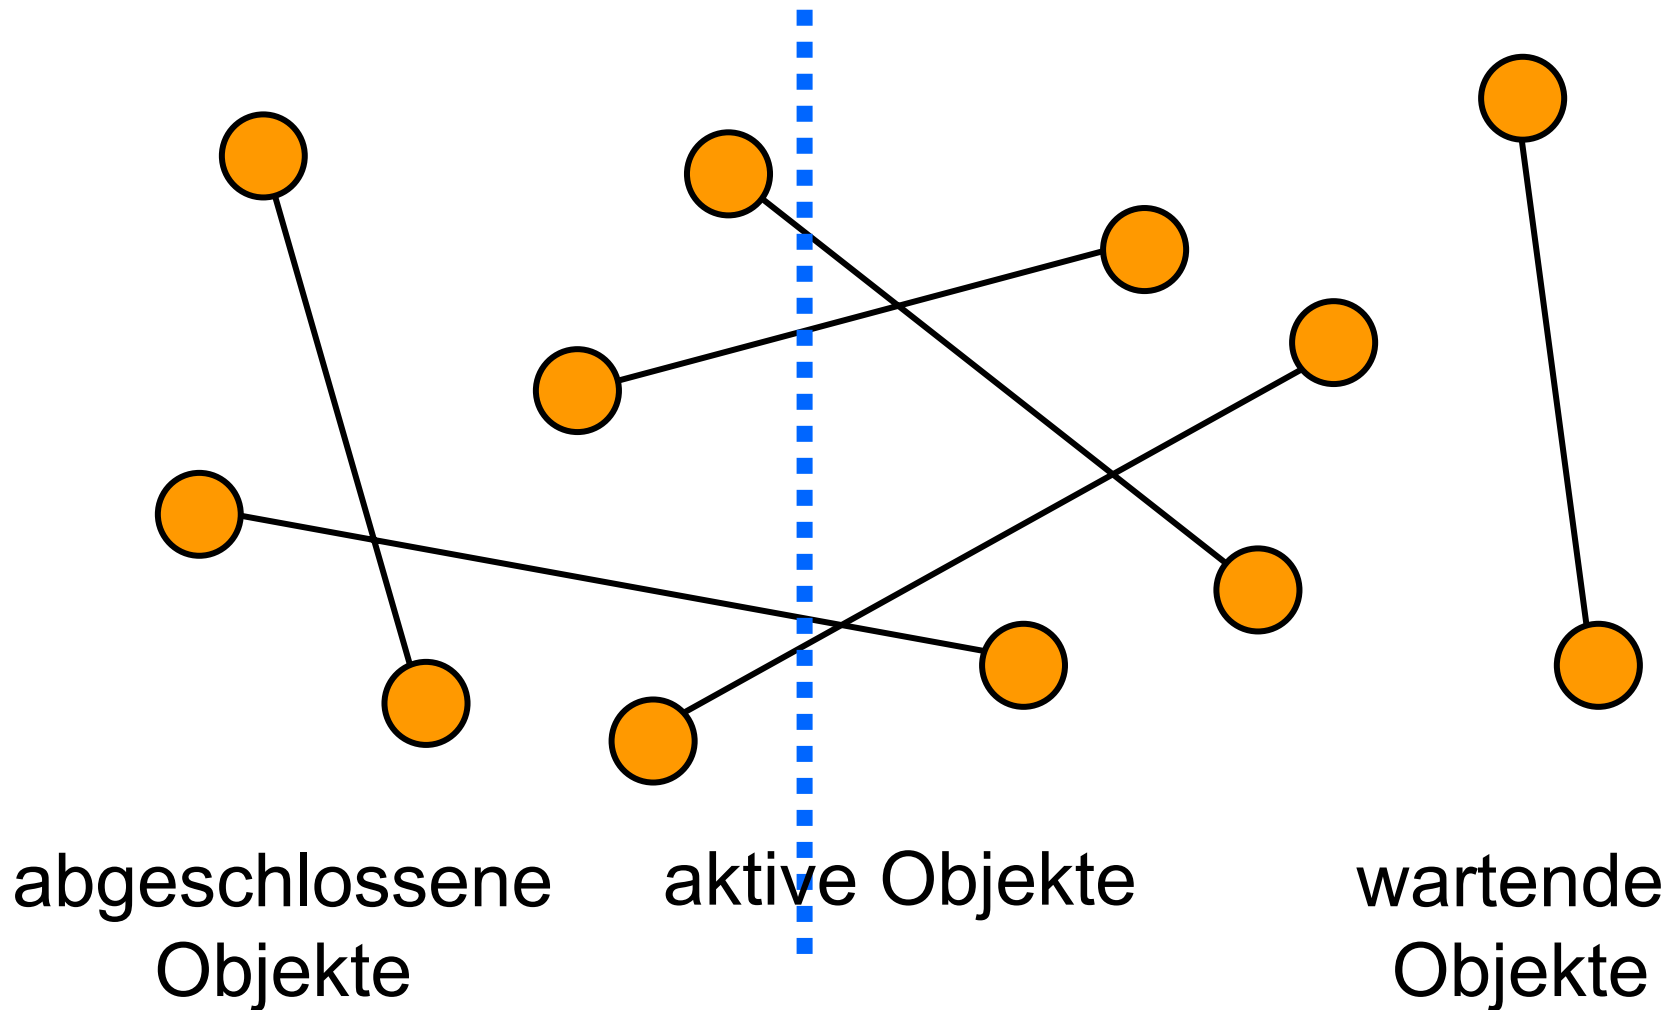 abgeschlossene
Objekte
aktive Objekte
wartende
Objekte